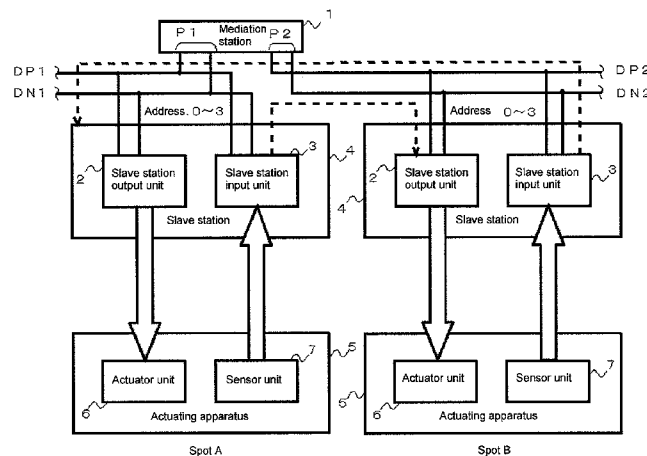 1
P1 Mediation station P2
DP1
DP2
DN1
DN2
Address. 0~3
Address 0~3
3
4
2
Slave station output unit
Slave station input unit
Slave station
2
Slave station output unit
Slave station input unit
3
4
Slave station
7
5
Actuator unit
Sensor unit
6
Actuating apparatus
7
5
Actuator unit
Sensor unit
6
Actuating apparatus
Spot A
Spot B